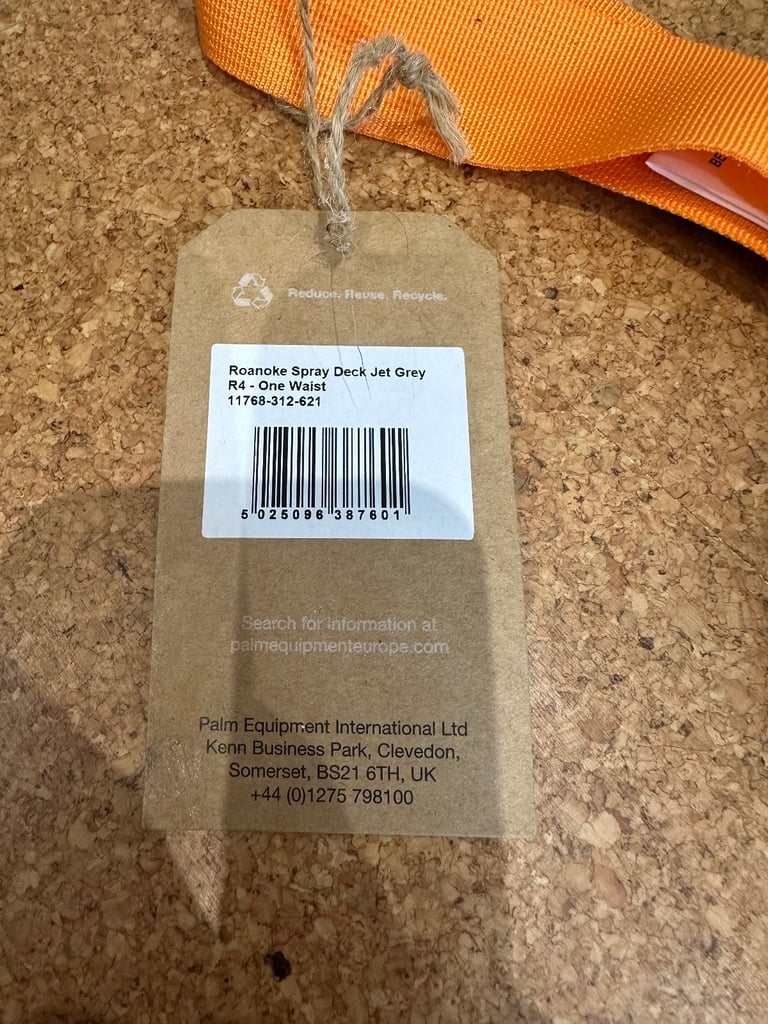 Reduce. Reuse. Recycle.
Roanoke Spray Deck Jet Grey
R4 - One Waist
11768-312-621
5 025096 387601
Search for information at
palmequipmenteurope.com
Palm Equipment International Ltd
Kenn Business Park, Clevedon,
Somerset, BS21 6TH, UK
+44 (0)1275 798100